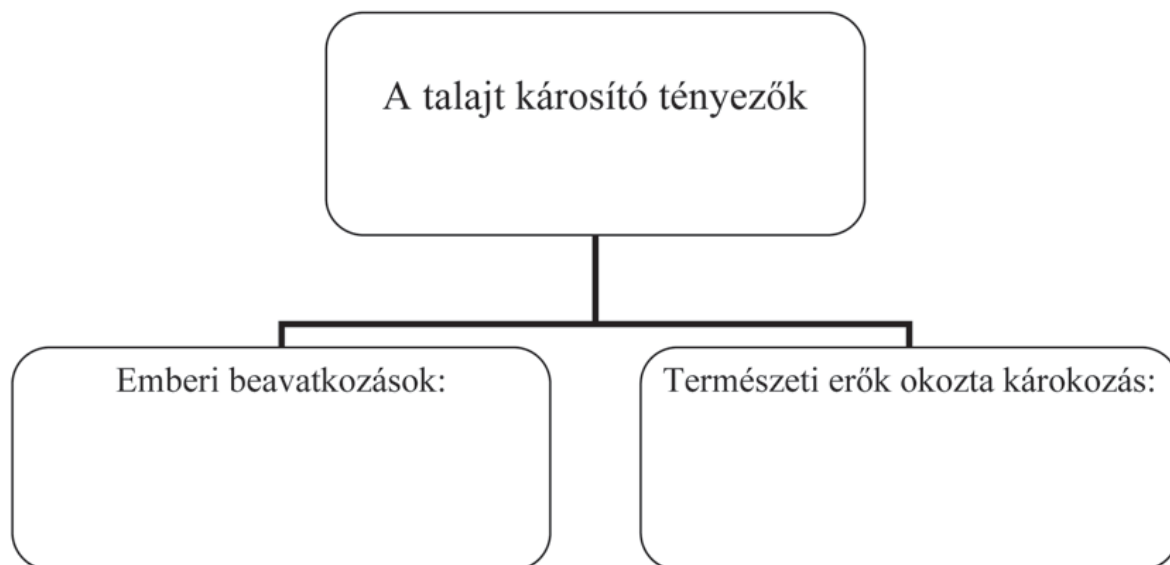 A talajt károsító tényezők
Emberi beavatkozások:
Természeti erők okozta károkozás: